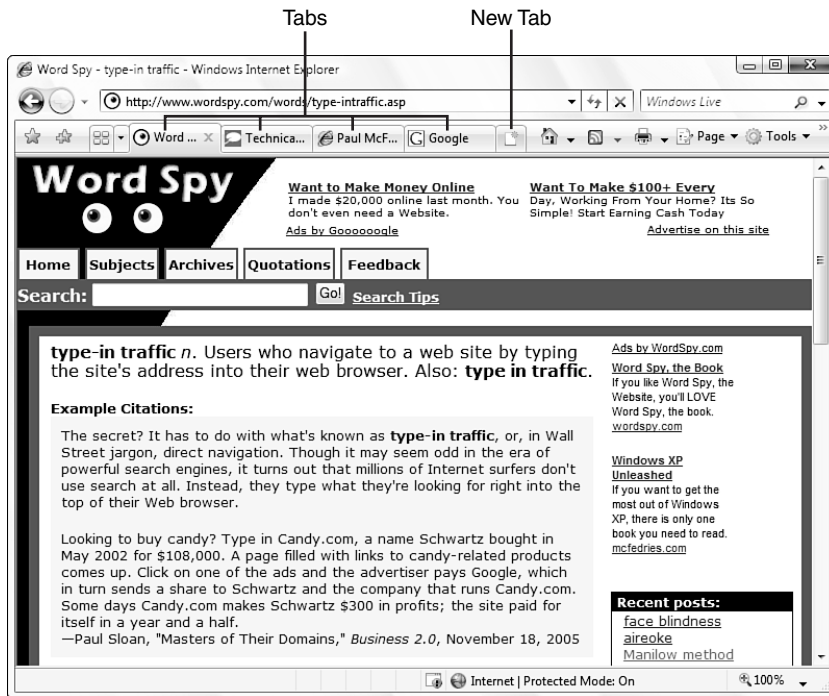 Tabs New Tab
Word Spy - type-in traffic - Windows Internet Explorer
http://www.wordspy.com/words/type-intraffic.asp Windows Live
Word ... Technica... Paul McF... Google Page Tools
Word Spy
Want to Make Money Online
I made $20,000 online last month. You
don't even need a Website.
Ads by Goooooogle
Want To Make $100+ Every
Day, Working From Your Home? Its So
Simple! Start Earning Cash Today
Advertise on this site
Home Subjects Archives Quotations Feedback
Search: Go! Search Tips
type-in traffic n. Users who navigate to a web site by typing
the site's address into their web browser. Also: type in traffic.
Example Citations:
The secret? It has to do with what's known as type-in traffic, or, in Wall
Street jargon, direct navigation. Though it may seem odd in the era of
powerful search engines, it turns out that millions of Internet surfers don't
use search at all. Instead, they type what they're looking for right into the
top of their Web browser.
Looking to buy candy? Type in Candy.com, a name Schwartz bought in
May 2002 for $108,000. A page filled with links to candy-related products
comes up. Click on one of the ads and the advertiser pays Google, which
in turn sends a share to Schwartz and the company that runs Candy.com.
Some days Candy.com makes Schwartz $300 in profits; the site paid for
itself in a year and a half.
—Paul Sloan, "Masters of Their Domains," Business 2.0, November 18, 2005
Ads by WordSpy.com
Word Spy, the Book
If you like Word Spy, the
Website, you'll LOVE
Word Spy, the book.
wordspy.com
Windows XP
Unleashed
If you want to get the
most out of Windows
XP, there is only one
book you need to read.
mcfedries.com
Recent posts:
face blindness
aireoke
Manilow method
Internet | Protected Mode: On 100%